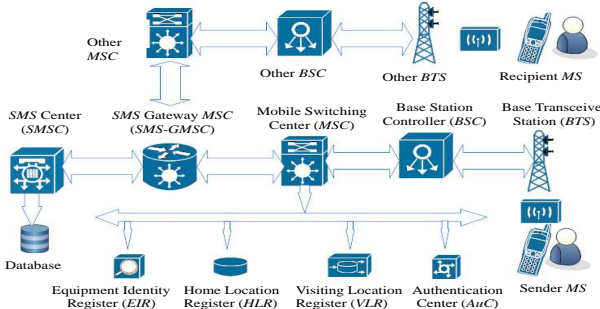 Other
MSC
Other BSC
Other BTS
Recipient MS
SMS Center
(SMSC)
SMS Gateway MSC
(SMS-GMSC)
Mobile Switching
Center (MSC)
Base Station
Controller (BSC)
Base Transceive
Station (BTS)
Database
Equipment Identity
Register (EIR)
Home Location
Register (HLR)
Visiting Location
Register (VLR)
Authentication
Center (AuC)
Sender MS